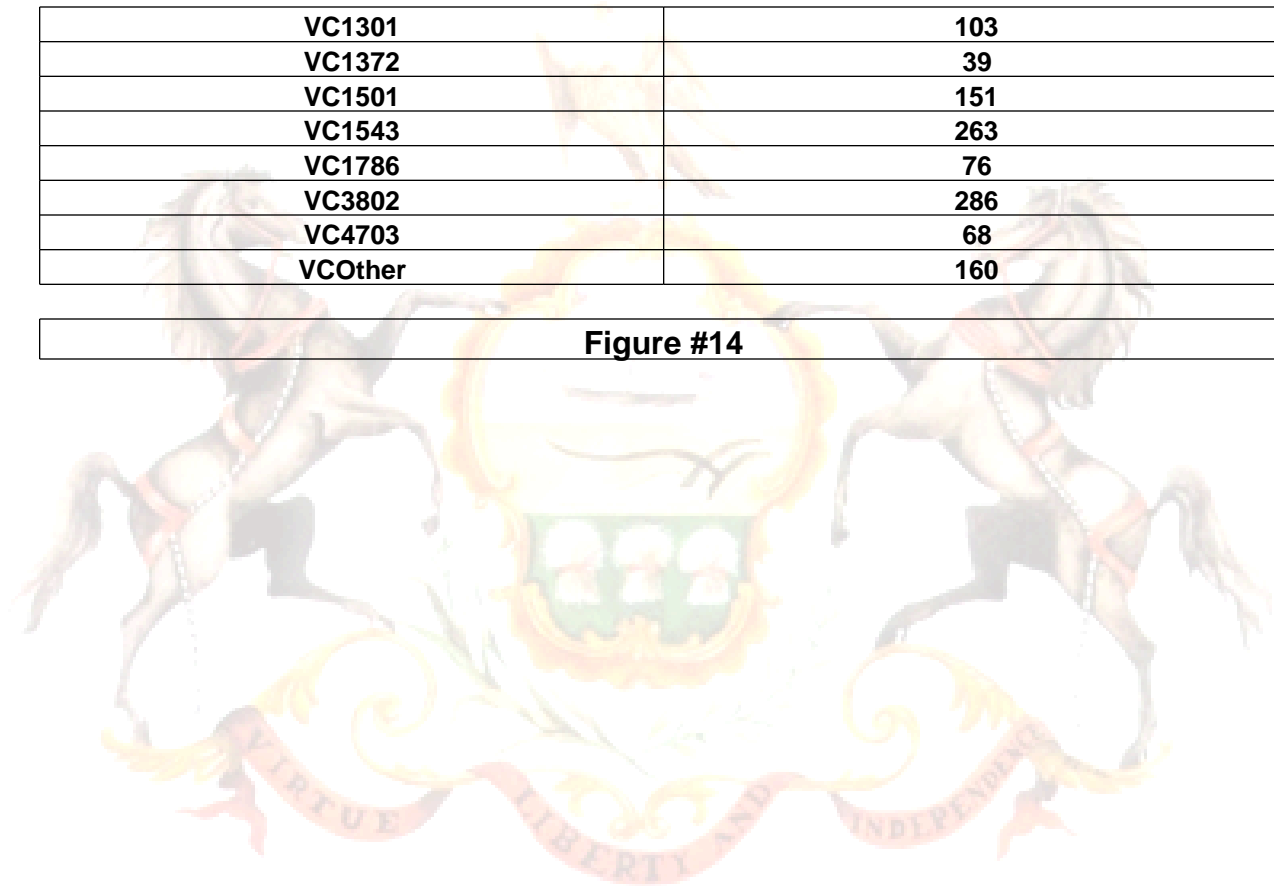 VC1301 103
VC1372 39
VC1501 151
VC1543 263
VC1786 76
VC3802 286
VC4703 68
VCOther 160
Figure #14
VIRTUE LIBERTY AND INDEPENDENCE